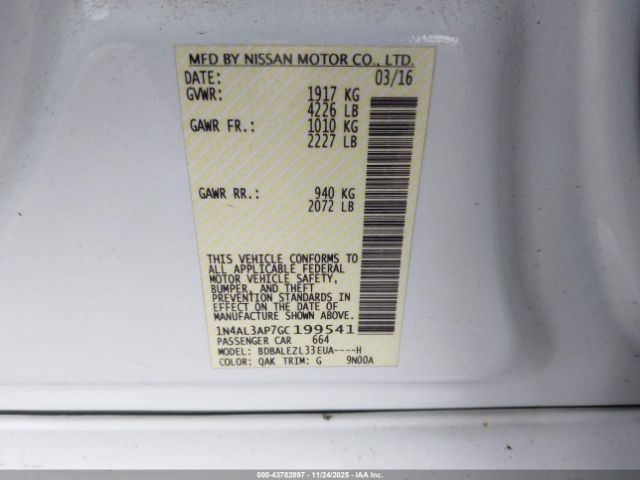 MFD BY NISSAN MOTOR CO., LTD.
DATE: 03/16
GVWR: 1917 KG
4226 LB
GAWR FR.: 1010 KG
2227 LB
GAWR RR.: 940 KG
2072 LB
THIS VEHICLE CONFORMS TO
ALL APPLICABLE FEDERAL
MOTOR VEHICLE SAFETY,
BUMPER, AND THEFT
PREVENTION STANDARDS IN
EFFECT ON THE DATE OF
MANUFACTURE SHOWN ABOVE.
1N4AL3AP7GC199541
PASSENGER CAR 664
MODEL: BDBALEZL33EUA----H
COLOR: QAK TRIM: G 9N00A
000-43782897 - 11/24/2025 - IAA Inc.